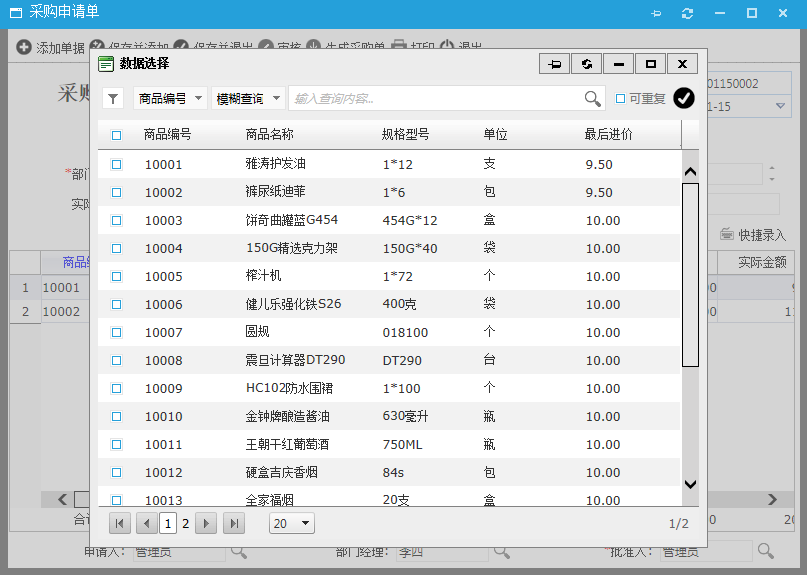 采购申请单
添加单据 保存并添加 保存并退出 审核 生成采购单 打印 退出
数据选择
商品编号 模糊查询 输入查询内容... 可重复
采购
01150002
1-15
*部门
实际
快捷录入
商品编号 商品名称 规格型号 单位 最后进价
10001 雅涛护发油 1*12 支 9.50
10002 裤尿纸迪菲 1*6 包 9.50
10003 饼奇曲罐蓝G454 454G*12 盒 10.00
10004 150G精选克力架 150G*40 袋 10.00
10005 榨汁机 1*72 个 10.00
10006 健儿乐强化铁S26 400克 袋 10.00
10007 圆规 018100 个 10.00
10008 震旦计算器DT290 DT290 台 10.00
10009 HC102防水围裙 1*100 个 10.00
10010 金钟牌酿造酱油 630毫升 瓶 10.00
10011 王朝干红葡萄酒 750ML 瓶 10.00
10012 硬盒吉庆香烟 84s 包 10.00
10013 全家福烟 20支 盒 10.00
1 2 20 1/2
商品编 实际金额
1 10001 00 9
2 10002 00 11
合计 0 20
申请人: 管理员 部门经理: 李四 *批准人: 管理员